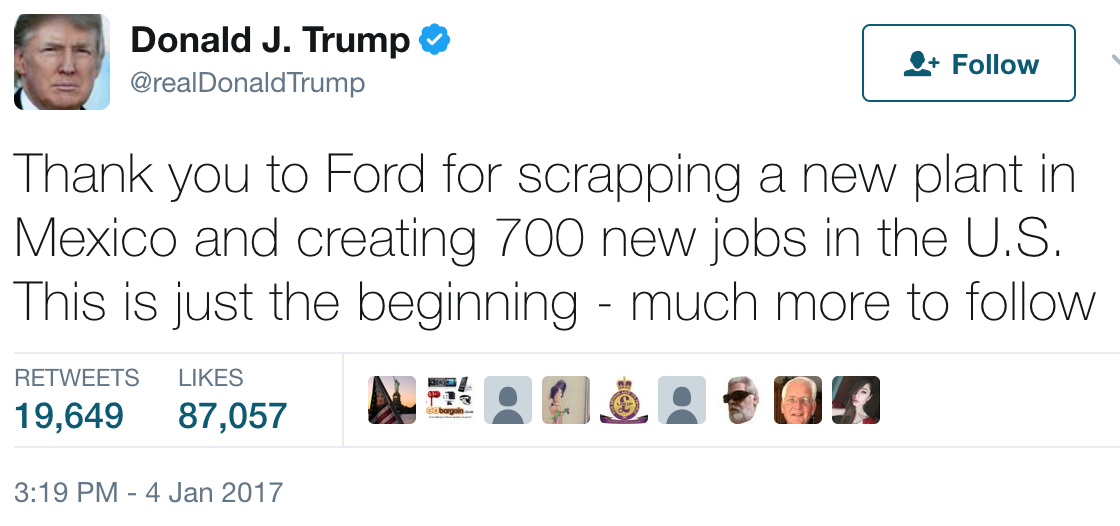 Donald J. Trump
@realDonaldTrump
Follow
Thank you to Ford for scrapping a new plant in
Mexico and creating 700 new jobs in the U.S.
This is just the beginning - much more to follow
RETWEETS LIKES
19,649 87,057
3:19 PM - 4 Jan 2017